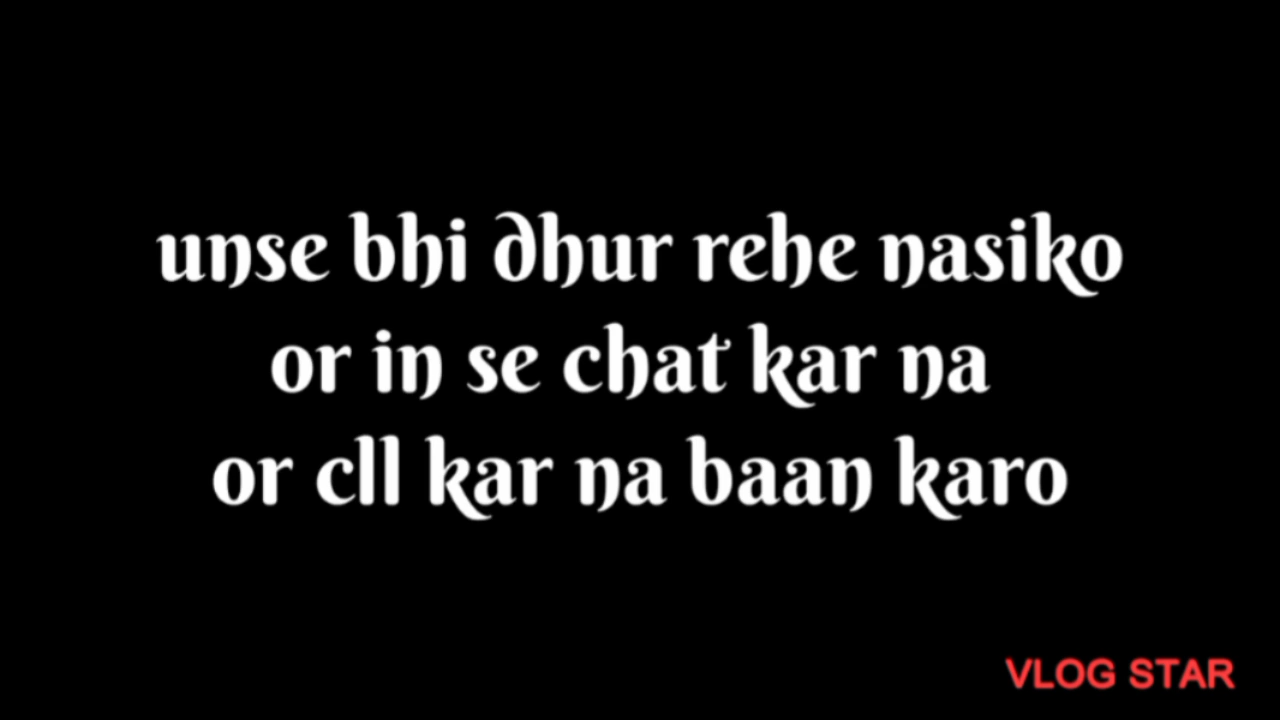 unse bhi dhur rehe nasiko
or in se chat kar na
or cll kar na baan karo
VLOG STAR